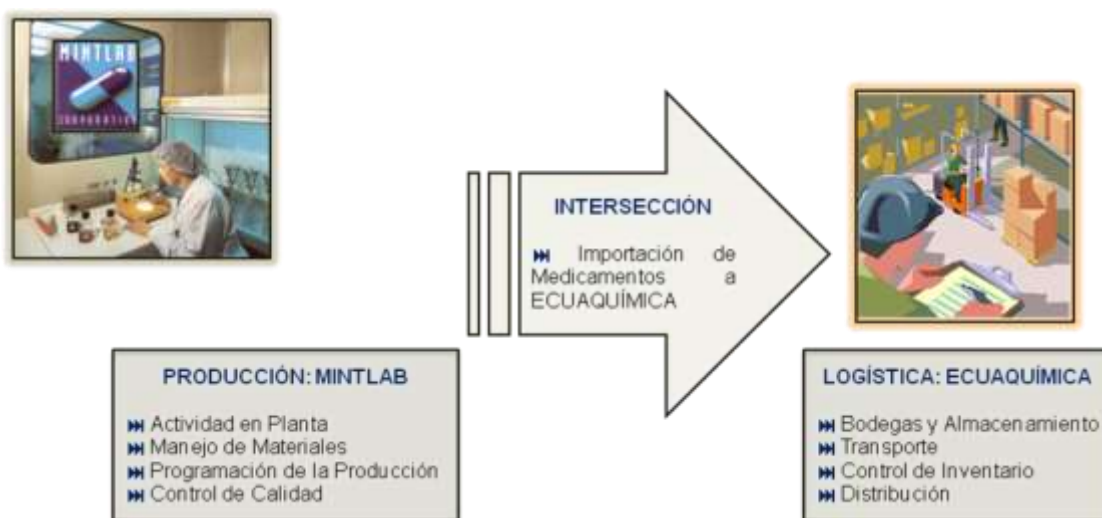 MINTLAB
CORPORATION
INTERSECCIÓN
Importación de
Medicamentos a
ECUAQUÍMICA
PRODUCCIÓN: MINTLAB
Actividad en Planta
Manejo de Materiales
Programación de la Producción
Control de Calidad
LOGÍSTICA: ECUAQUÍMICA
Bodegas y Almacenamiento
Transporte
Control de Inventario
Distribución